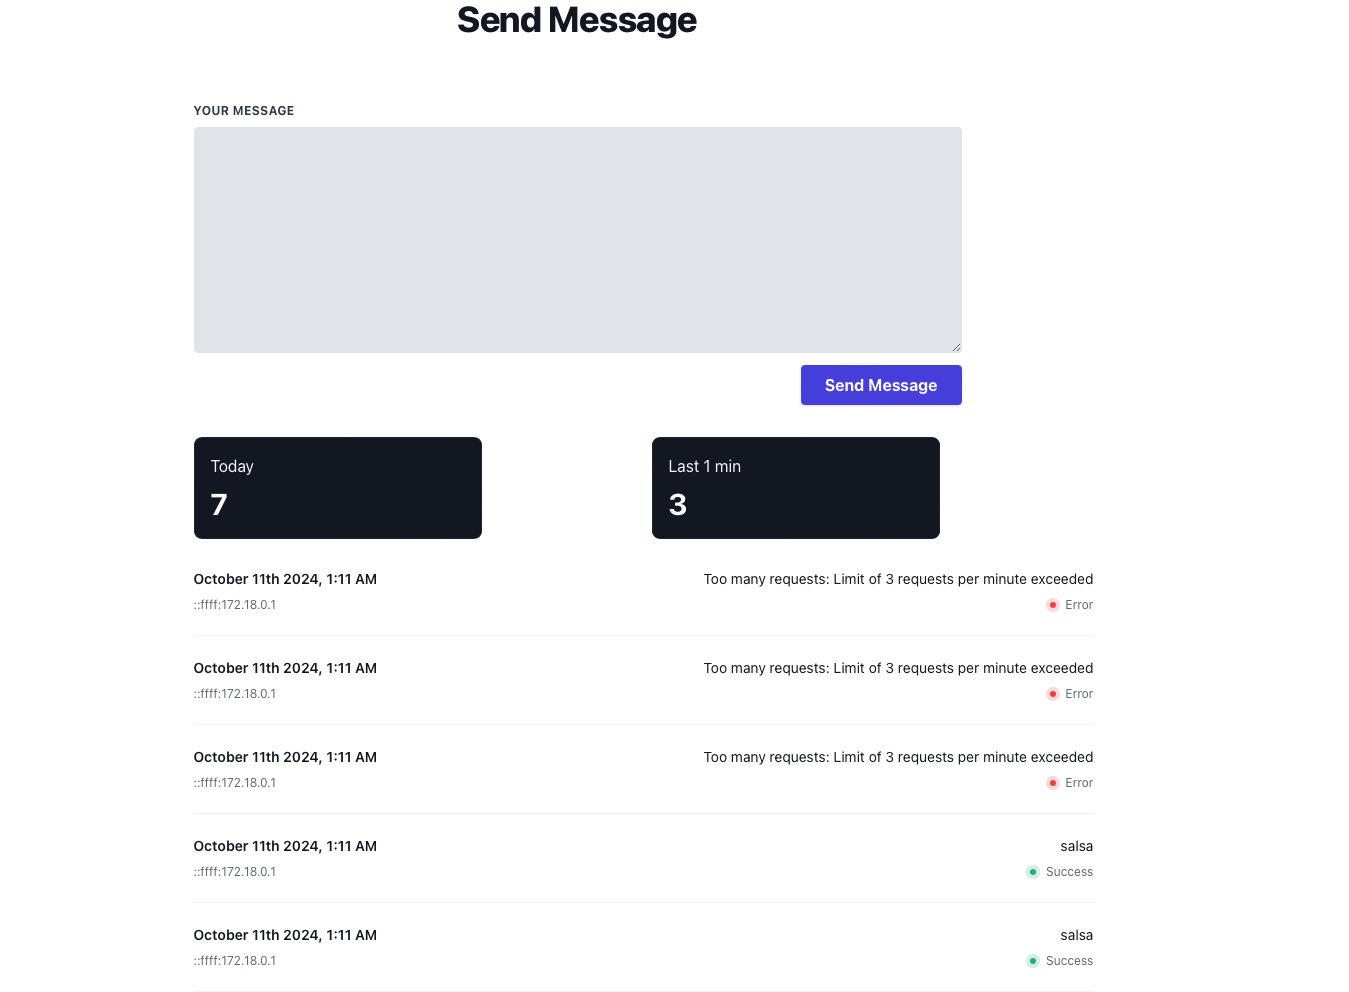 Send Message
YOUR MESSAGE
Send Message
Today
7
Last 1 min
3
October 11th 2024, 1:11 AM
Too many requests: Limit of 3 requests per minute exceeded
::ffff:172.18.0.1
Error
October 11th 2024, 1:11 AM
Too many requests: Limit of 3 requests per minute exceeded
::ffff:172.18.0.1
Error
October 11th 2024, 1:11 AM
Too many requests: Limit of 3 requests per minute exceeded
::ffff:172.18.0.1
Error
October 11th 2024, 1:11 AM
salsa
::ffff:172.18.0.1
Success
October 11th 2024, 1:11 AM
salsa
::ffff:172.18.0.1
Success